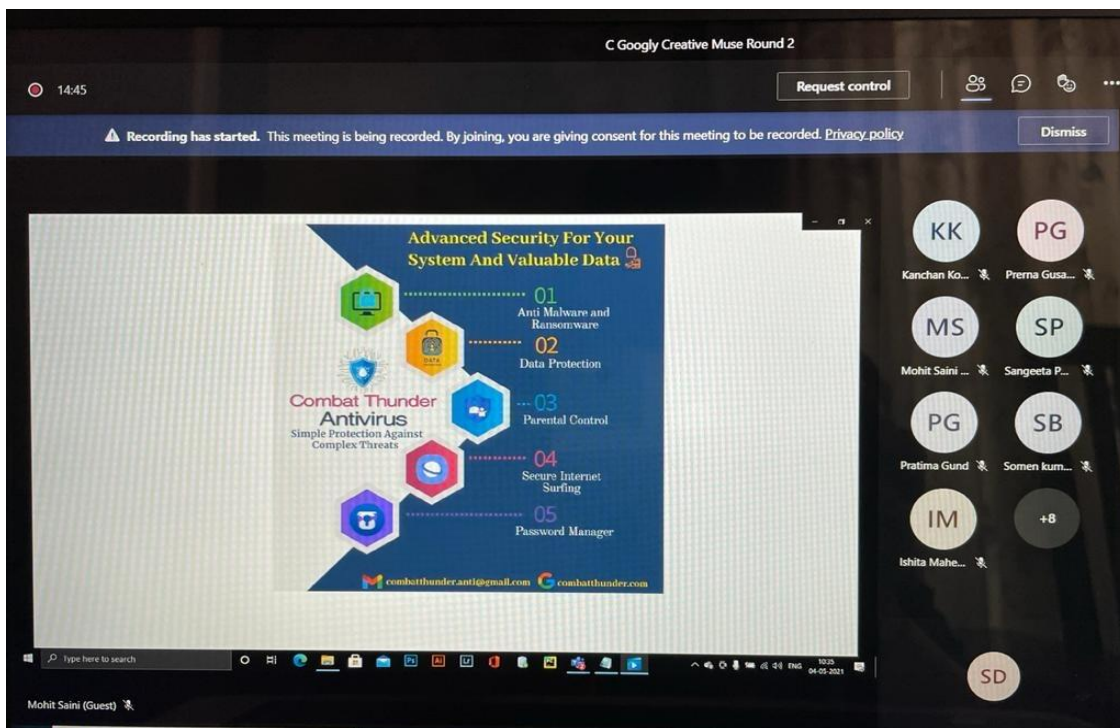 C Googly Creative Muse Round 2
14:45
Request control
Recording has started. This meeting is being recorded. By joining, you are giving consent for this meeting to be recorded. Privacy policy
Dismiss
Advanced Security For Your
System And Valuable Data
01
Anti Malware and
Ransomware
02
Data Protection
DATA
Combat Thunder
Antivirus
Simple Protection Against
Complex Threats
03
Parental Control
04
Secure Internet
Surfing
05
Password Manager
combatthunder.anti@gmail.com
combatthunder.com
KK
Kanchan Ko...
PG
Prerna Gusa...
MS
Mohit Saini ...
SP
Sangeeta P...
PG
Pratima Gund
SB
Somen kum...
IM
Ishita Mahe...
+8
SD
Type here to search
Ps
Ai
Lr
ENG
10:35
04-05-2021
Mohit Saini (Guest)